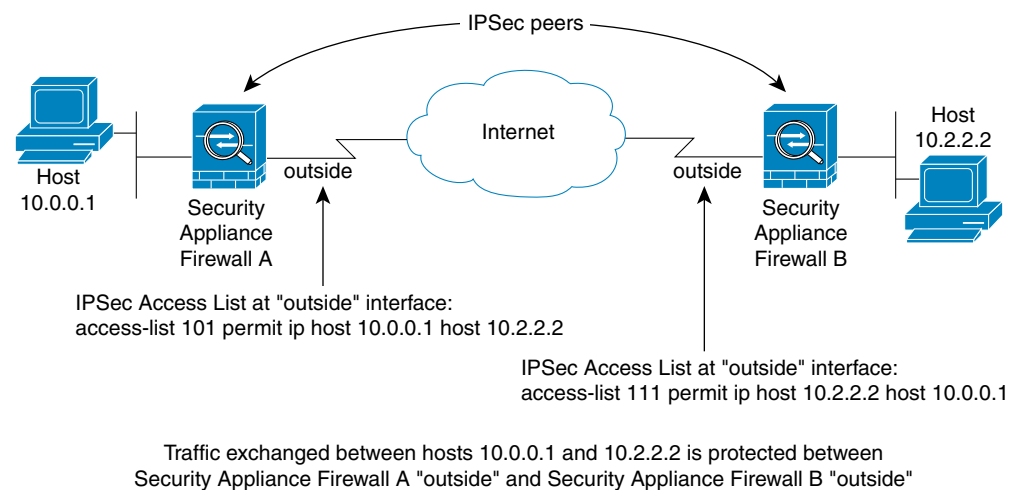 IPSec peers
Internet
Host
10.0.0.1
outside
Security
Appliance
Firewall A
outside
Security
Appliance
Firewall B
Host
10.2.2.2
IPSec Access List at "outside" interface:
access-list 101 permit ip host 10.0.0.1 host 10.2.2.2
IPSec Access List at "outside" interface:
access-list 111 permit ip host 10.2.2.2 host 10.0.0.1
Traffic exchanged between hosts 10.0.0.1 and 10.2.2.2 is protected between
Security Appliance Firewall A "outside" and Security Appliance Firewall B "outside"